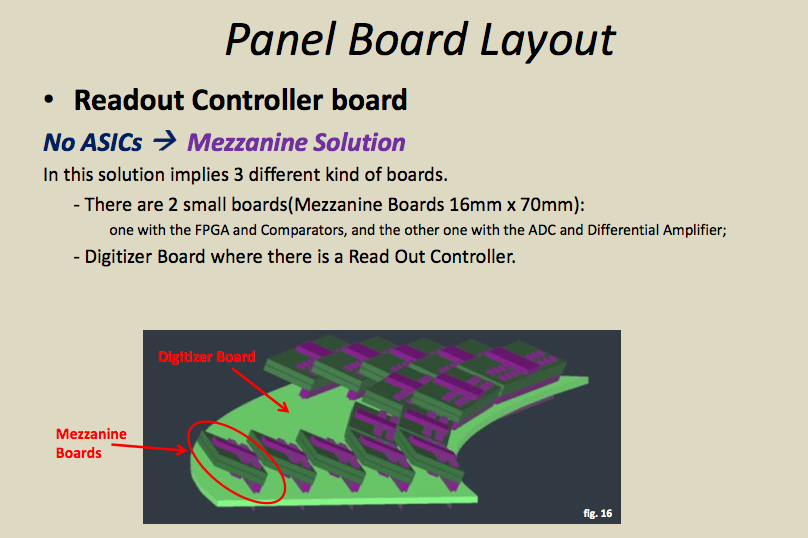 Panel Board Layout
• Readout Controller board
No ASICs → Mezzanine Solution
In this solution implies 3 different kind of boards.
- There are 2 small boards(Mezzanine Boards 16mm x 70mm):
one with the FPGA and Comparators, and the other one with the ADC and Differential Amplifier;
- Digitizer Board where there is a Read Out Controller.
Digitizer Board
Mezzanine
Boards
fig. 16